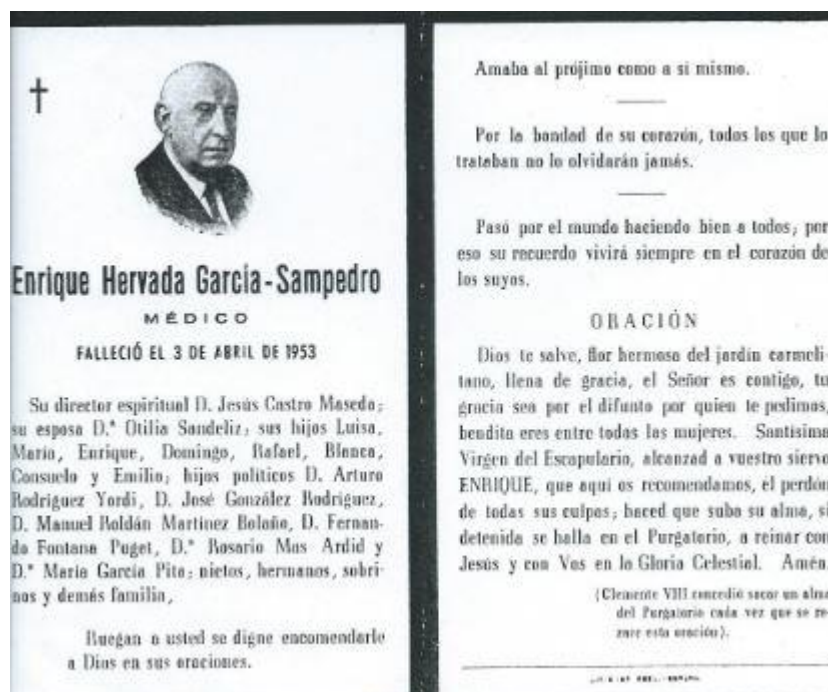 Enrique Hervada García-Sampedro
MÉDICO
FALLECIÓ EL 3 DE ABRIL DE 1953
Su director espiritual D. Jesús Castro Maseda;
su esposa D.ª Otilia Sandeliz; sus hijos Luisa,
María, Enrique, Domingo, Rafael, Blanca,
Consuelo y Emilio; hijos políticos D. Arturo
Rodríguez Yordi, D. José González Rodríguez,
D. Manuel Roldán Martínez Bolaño, D. Fernan-
do Fontana Puget, D.ª Rosario Mas Ardid y
D.ª María García Pita; nietos, hermanos, sobri-
nos y demás familia,
Ruegan a usted se digne encomendarle
a Dios en sus oraciones.
Amaba al prójimo como a sí mismo.
Por la bondad de su corazón, todos los que lo
trataban no lo olvidarán jamás.
Pasó por el mundo haciendo bien a todos; por
eso su recuerdo vivirá siempre en el corazón de
los suyos.
ORACIÓN
Dios te salve, flor hermosa del jardín carmeli-
tano, llena de gracia, el Señor es contigo, tu
gracia sea por el difunto por quien te pedimos,
bendita eres entre todas las mujeres. Santísima
Virgen del Escapulario, alcanzad a vuestro siervo
ENRIQUE, que aquí os recomendamos, el perdón
de todas sus culpas; haced que suba su alma, si
detenida se halla en el Purgatorio, a reinar con
Jesús y con Vos en la Gloria Celestial. Amén.
(Clemente VIII concedió sacar un alma
del Purgatorio cada vez que se re-
zare esta oración).